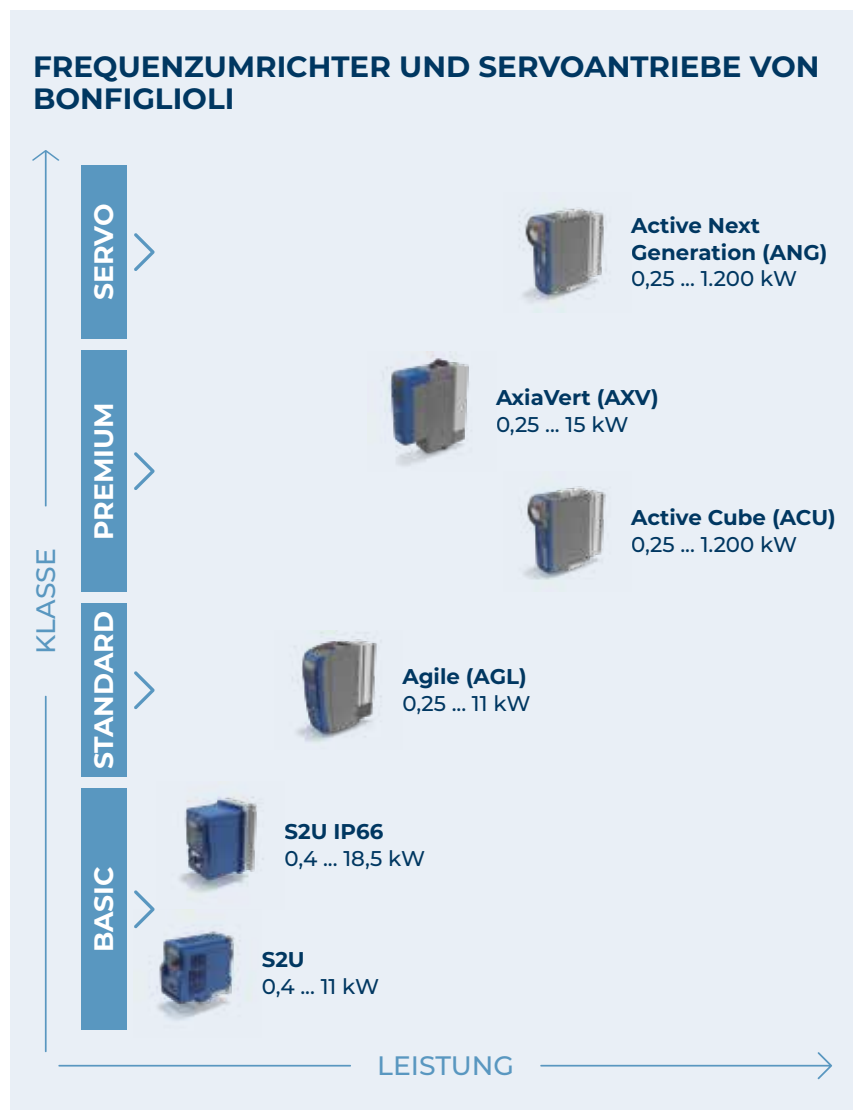 FREQUENZUMRICHTER UND SERVOANTRIEBE VON
BONFIGLIOLI
KLASSE
SERVO
Active Next
Generation (ANG)
0,25 ... 1.200 kW
PREMIUM
AxiaVert (AXV)
0,25 ... 15 kW
Active Cube (ACU)
0,25 ... 1.200 kW
STANDARD
Agile (AGL)
0,25 ... 11 kW
BASIC
S2U IP66
0,4 ... 18,5 kW
S2U
0,4 ... 11 kW
LEISTUNG